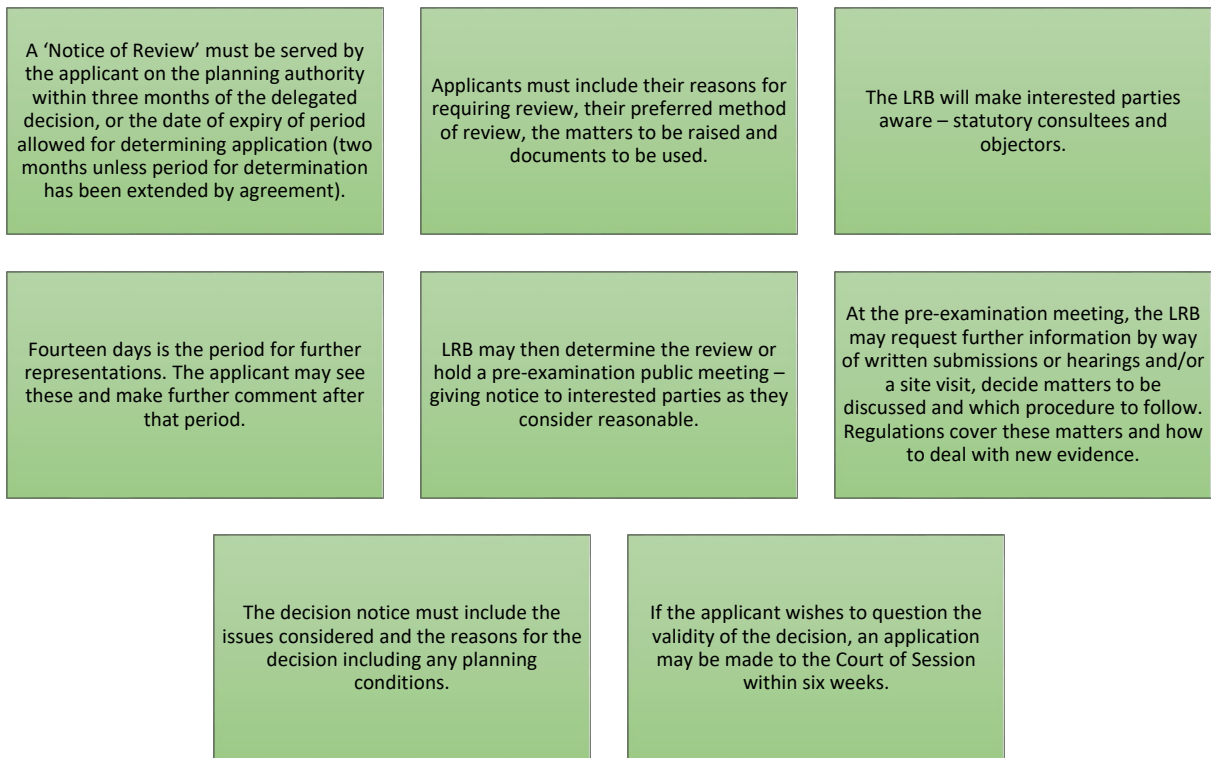 A ‘Notice of Review’ must be served by
the applicant on the planning authority
within three months of the delegated
decision, or the date of expiry of period
allowed for determining application (two
months unless period for determination
has been extended by agreement).
Applicants must include their reasons for
requiring review, their preferred method
of review, the matters to be raised and
documents to be used.
The LRB will make interested parties
aware – statutory consultees and
objectors.
Fourteen days is the period for further
representations. The applicant may see
these and make further comment after
that period.
LRB may then determine the review or
hold a pre-examination public meeting –
giving notice to interested parties as they
consider reasonable.
At the pre-examination meeting, the LRB
may request further information by way
of written submissions or hearings and/or
a site visit, decide matters to be
discussed and which procedure to follow.
Regulations cover these matters and how
to deal with new evidence.
The decision notice must include the
issues considered and the reasons for the
decision including any planning
conditions.
If the applicant wishes to question the
validity of the decision, an application
may be made to the Court of Session
within six weeks.